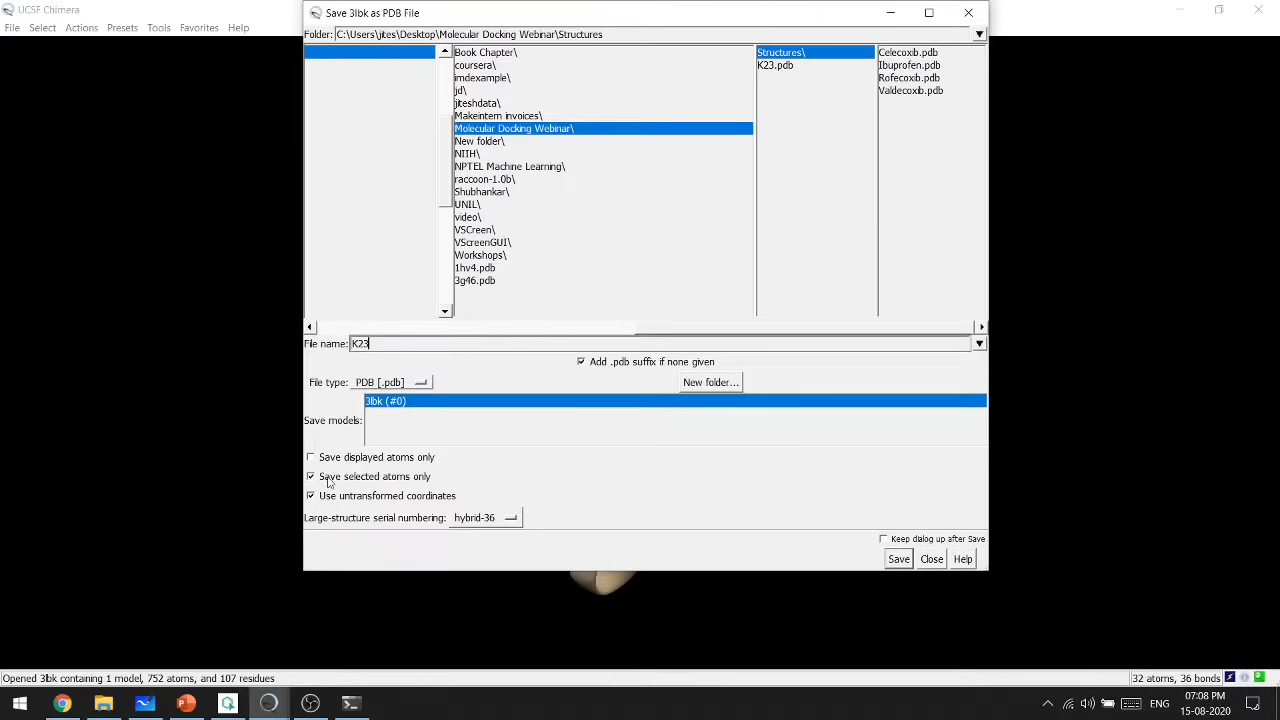 UCSF Chimera
File Select Actions Presets Tools Favorites Help
Save 3lbk as PDB File
Folder: C:\Users\jites\Desktop\Molecular Docking Webinar\Structures
Book Chapter\
coursera\
imdexample\
jd\
jiteshdata\
Makeintern invoices\
Molecular Docking Webinar\
New folder\
NIIH\
NPTEL Machine Learning\
raccoon-1.0b\
Shubhankar\
UNIL\
video\
VSCreen\
VScreenGUI\
Workshops\
1hv4.pdb
3g46.pdb
Structures\
K23.pdb
Celecoxib.pdb
Ibuprofen.pdb
Rofecoxib.pdb
Valdecoxib.pdb
File name: K23
Add .pdb suffix if none given
File type: PDB [.pdb] New folder...
3lbk (#0)
Save models:
Save displayed atoms only
Save selected atoms only
Use untransformed coordinates
Large-structure serial numbering: hybrid-36
Keep dialog up after Save
Save Close Help
Opened 3lbk containing 1 model, 752 atoms, and 107 residues
32 atoms, 36 bonds
ENG
07:08 PM
15-08-2020